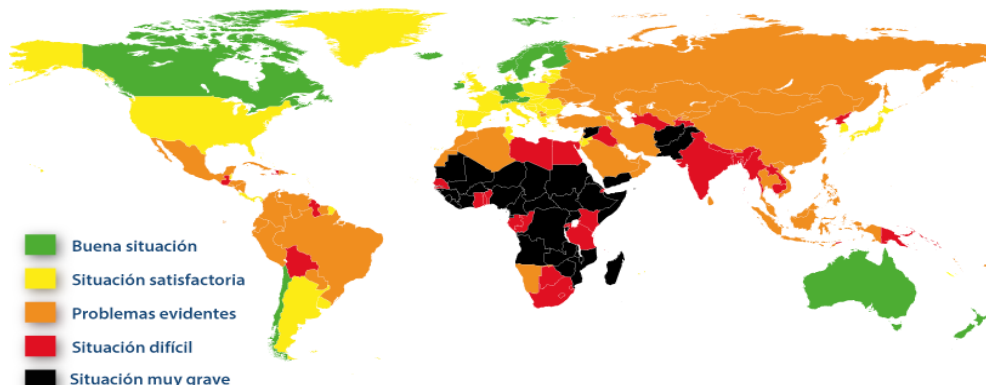 Buena situación
Situación satisfactoria
Problemas evidentes
Situación difícil
Situación muy grave